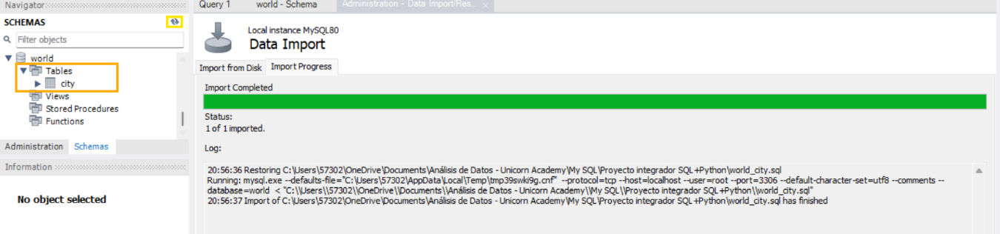 Navigator
Query 1
world - Schema
Administration - Data Import/Res...
SCHEMAS
Filter objects
world
Tables
city
Views
Stored Procedures
Functions
Administration
Schemas
Information
No object selected
Local instance MySQL80
Data Import
Import from Disk
Import Progress
Import Completed
Status:
1 of 1 imported.
Log:
20:56:36 Restoring C:\Users\57302\OneDrive\Documents\Análisis de Datos - Unicorn Academy\My SQL\Proyecto integrador SQL+Python\world_city.sql
Running: mysql.exe --defaults-file="C:\Users\57302\AppData\Local\Temp\tmp39swki9g.cnf" --protocol=tcp --host=localhost --user=root --port=3306 --default-character-set=utf8 --comments --
database=world < "C:\\Users\\57302\\OneDrive\\Documents\\Análisis de Datos - Unicorn Academy\\My SQL\\Proyecto integrador SQL+Python\\world_city.sql"
20:56:37 Import of C:\Users\57302\OneDrive\Documents\Análisis de Datos - Unicorn Academy\My SQL\Proyecto integrador SQL+Python\world_city.sql has finished